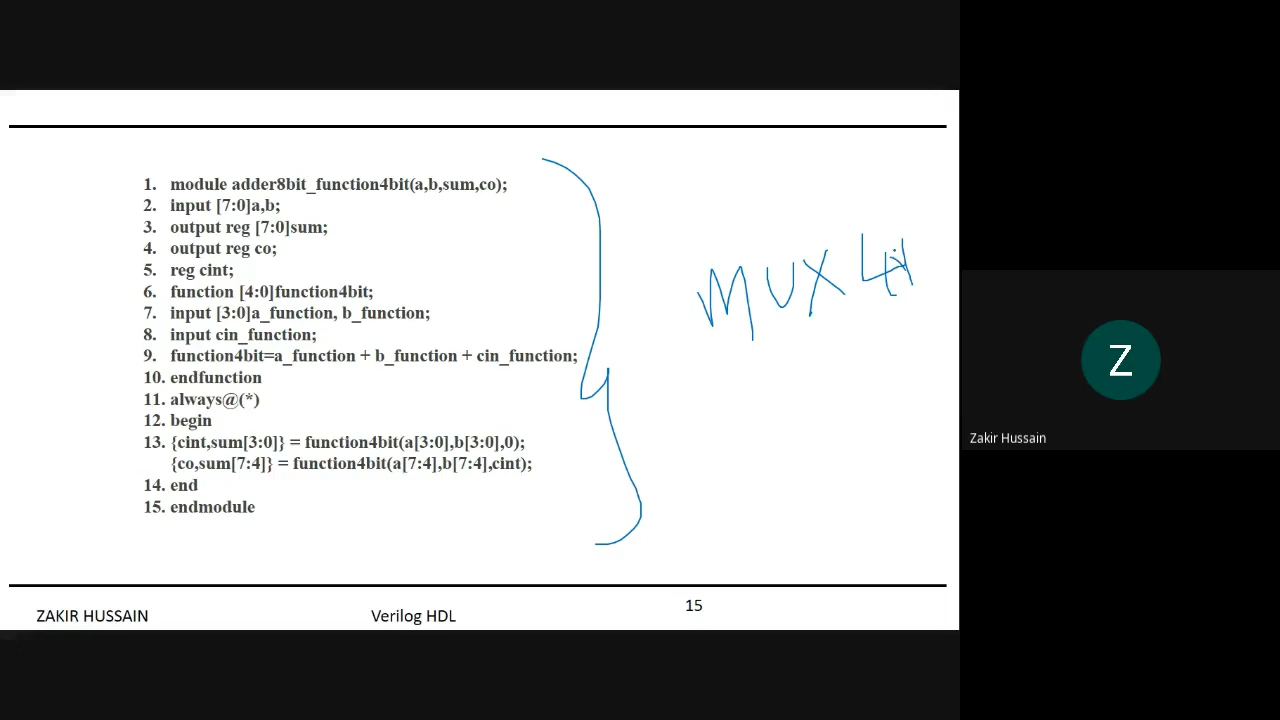 1. module adder8bit_function4bit(a,b,sum,co);
2. input [7:0]a,b;
3. output reg [7:0]sum;
4. output reg co;
5. reg cint;
6. function [4:0]function4bit;
7. input [3:0]a_function, b_function;
8. input cin_function;
9. function4bit=a_function + b_function + cin_function;
10. endfunction
11. always@(*)
12. begin
13. {cint,sum[3:0]} = function4bit(a[3:0],b[3:0],0);
{co,sum[7:4]} = function4bit(a[7:4],b[7:4],cint);
14. end
15. endmodule
MUX
ZAKIR HUSSAIN
Verilog HDL
15
Z
Zakir Hussain